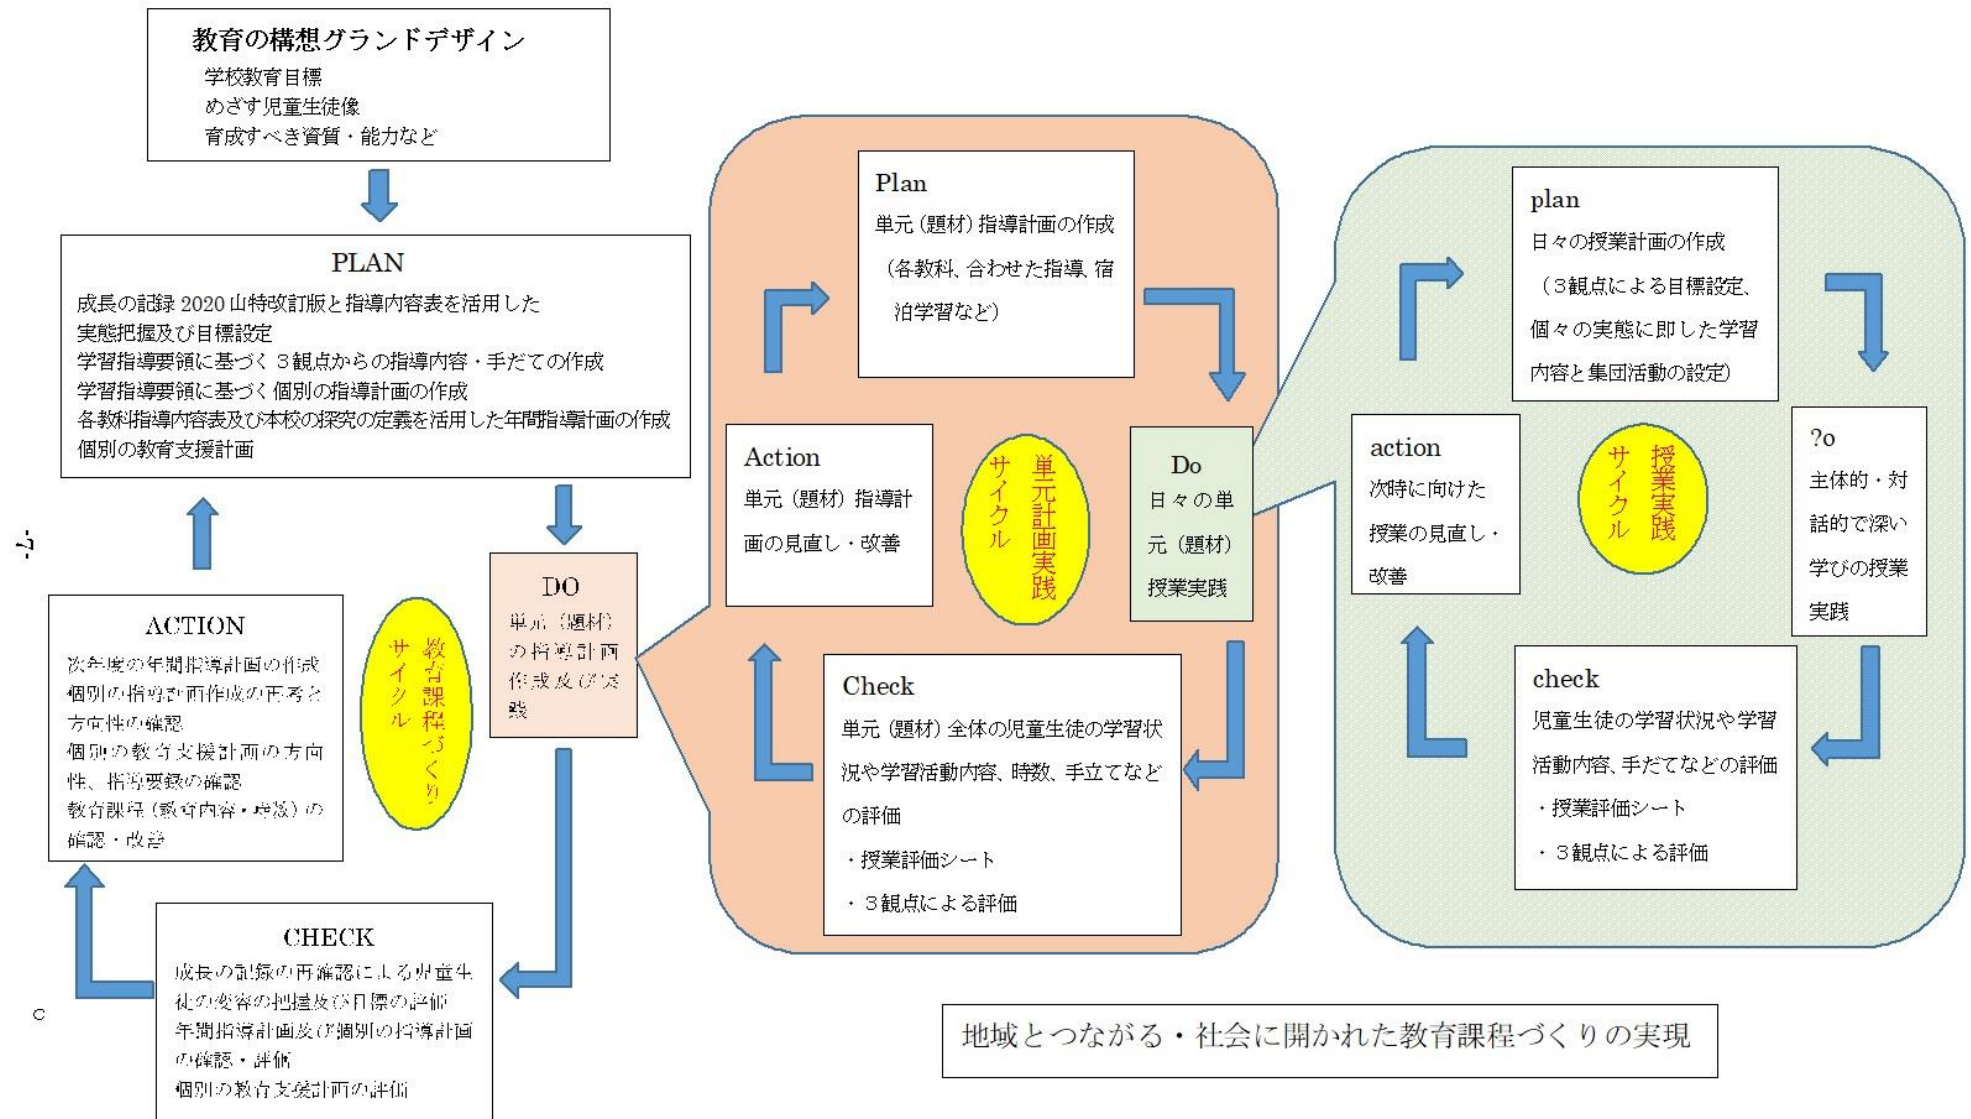 教育の構想グランドデザイン
学校教育目標
めざす児童生徒像
育成すべき資質・能力など
PLAN
成長の記録 2020 山特改訂版と指導内容表を活用した
実態把握及び目標設定
学習指導要領に基づく３観点からの指導内容・手だての作成
学習指導要領に基づく個別の指導計画の作成
各教科指導内容表及び本校の探究の定義を活用した年間指導計画の作成
個別の教育支援計画
DO
単元（題材）
の指導計画
作成及び実
践
CHECK
成長の記録の再確認による児童生
徒の変容の把握及び目標の評価
年間指導計画及び個別の指導計画
の確認・評価
個別の教育支援計画の評価
ACTION
次年度の年間指導計画の作成
個別の指導計画作成の再考と
方向性の確認
個別の教育支援計画の方向
性、指導要録の確認
教育課程（教育内容・時数）の
確認・改善
教育課程づくり
サイクル
Plan
単元（題材）指導計画の作成
（各教科、合わせた指導、宿
泊学習など）
Do
日々の単
元（題材）
授業実践
Check
単元（題材）全体の児童生徒の学習状
況や学習活動内容、時数、手立てなど
の評価
・授業評価シート
・３観点による評価
Action
単元（題材）指導計
画の見直し・改善
単元計画実践
サイクル
plan
日々の授業計画の作成
（３観点による目標設定、
個々の実態に即した学習
内容と集団活動の設定）
?o
主体的・対
話的で深い
学びの授業
実践
check
児童生徒の学習状況や学習
活動内容、手だてなどの評価
・授業評価シート
・３観点による評価
action
次時に向けた
授業の見直し・
改善
授業実践
サイクル
地域とつながる・社会に開かれた教育課程づくりの実現